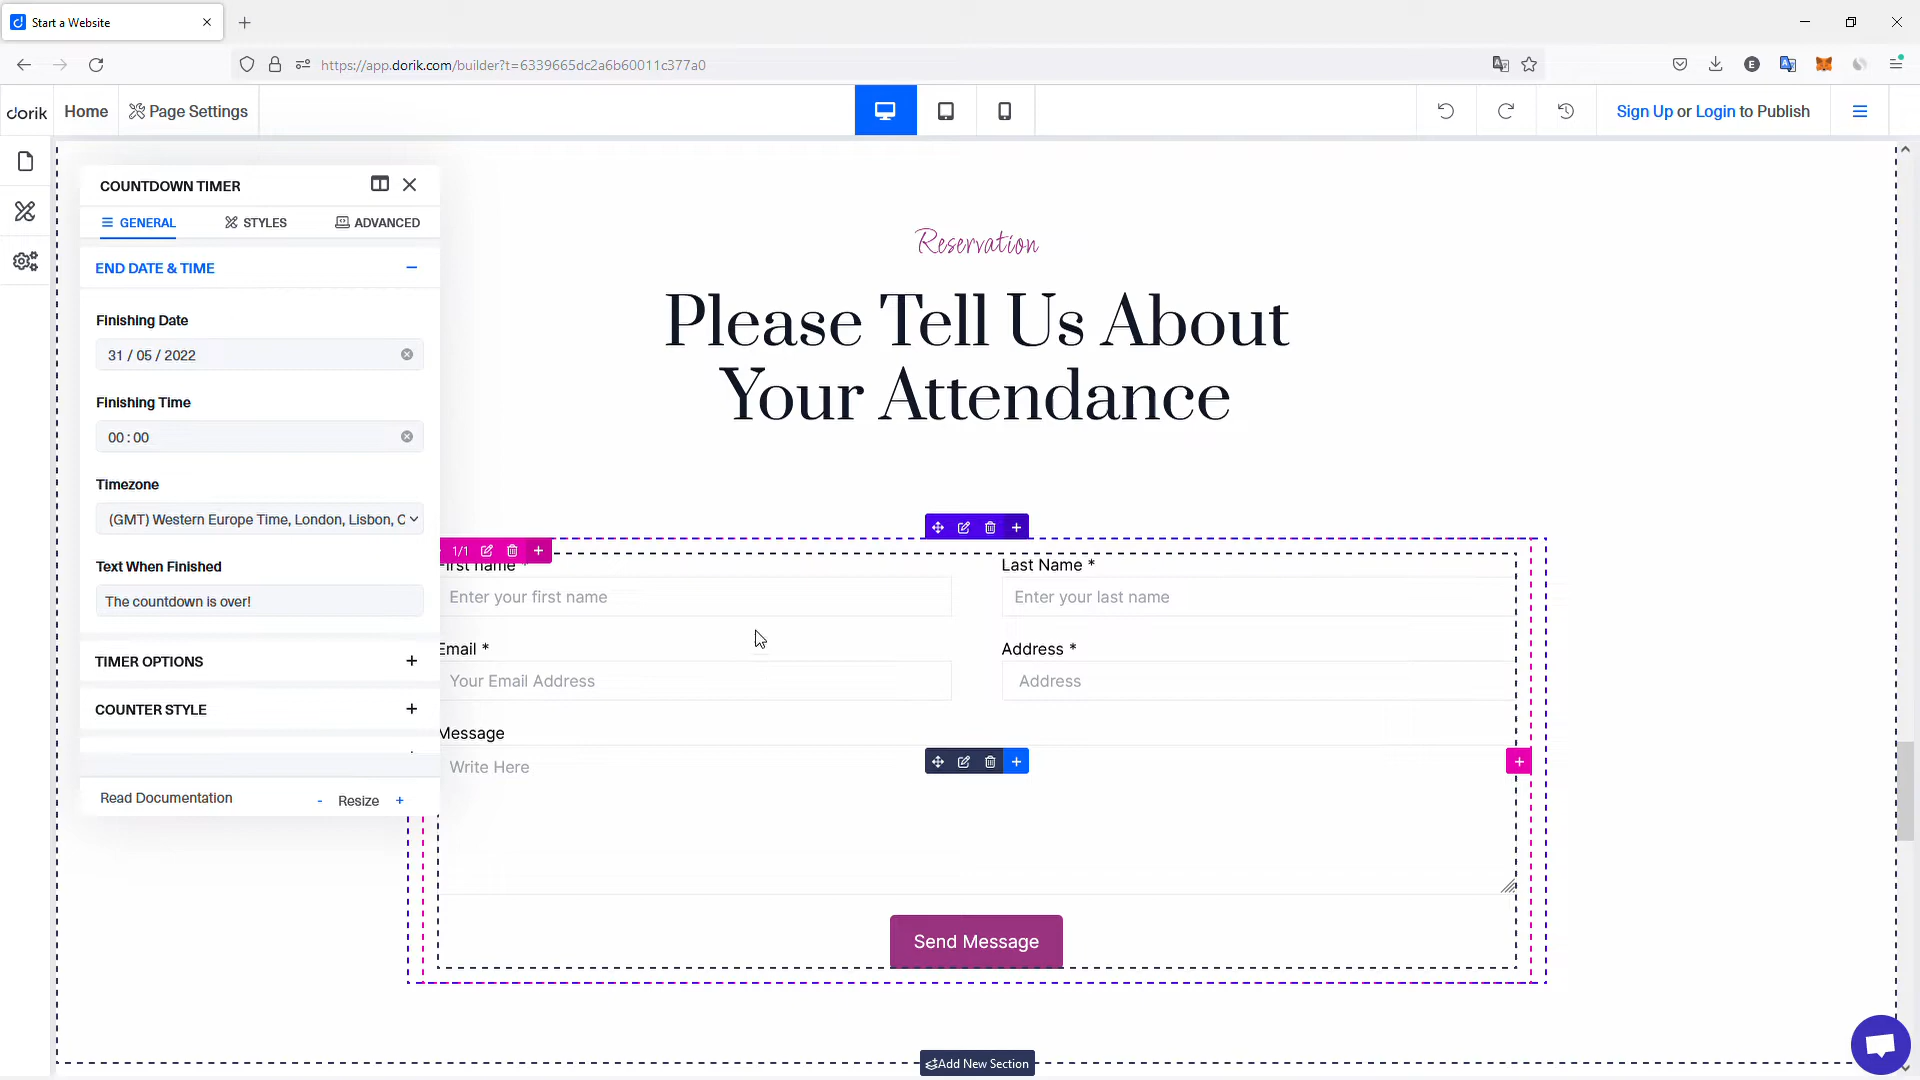 Start a Website
https://app.dorik.com/builder?t=6339665dc2a6b60011c377a0
dorik
Home
Page Settings
Sign Up or Login to Publish
COUNTDOWN TIMER
GENERAL
STYLES
ADVANCED
END DATE & TIME
Finishing Date
31 / 05 / 2022
Finishing Time
00 : 00
Timezone
(GMT) Western Europe Time, London, Lisbon, C
Text When Finished
The countdown is over!
TIMER OPTIONS
COUNTER STYLE
Read Documentation
- Resize +
Reservation
Please Tell Us About
Your Attendance
1/1
First name *
Last Name *
Enter your first name
Enter your last name
Email *
Address *
Your Email Address
Address
Message
Write Here
Send Message
Add New Section